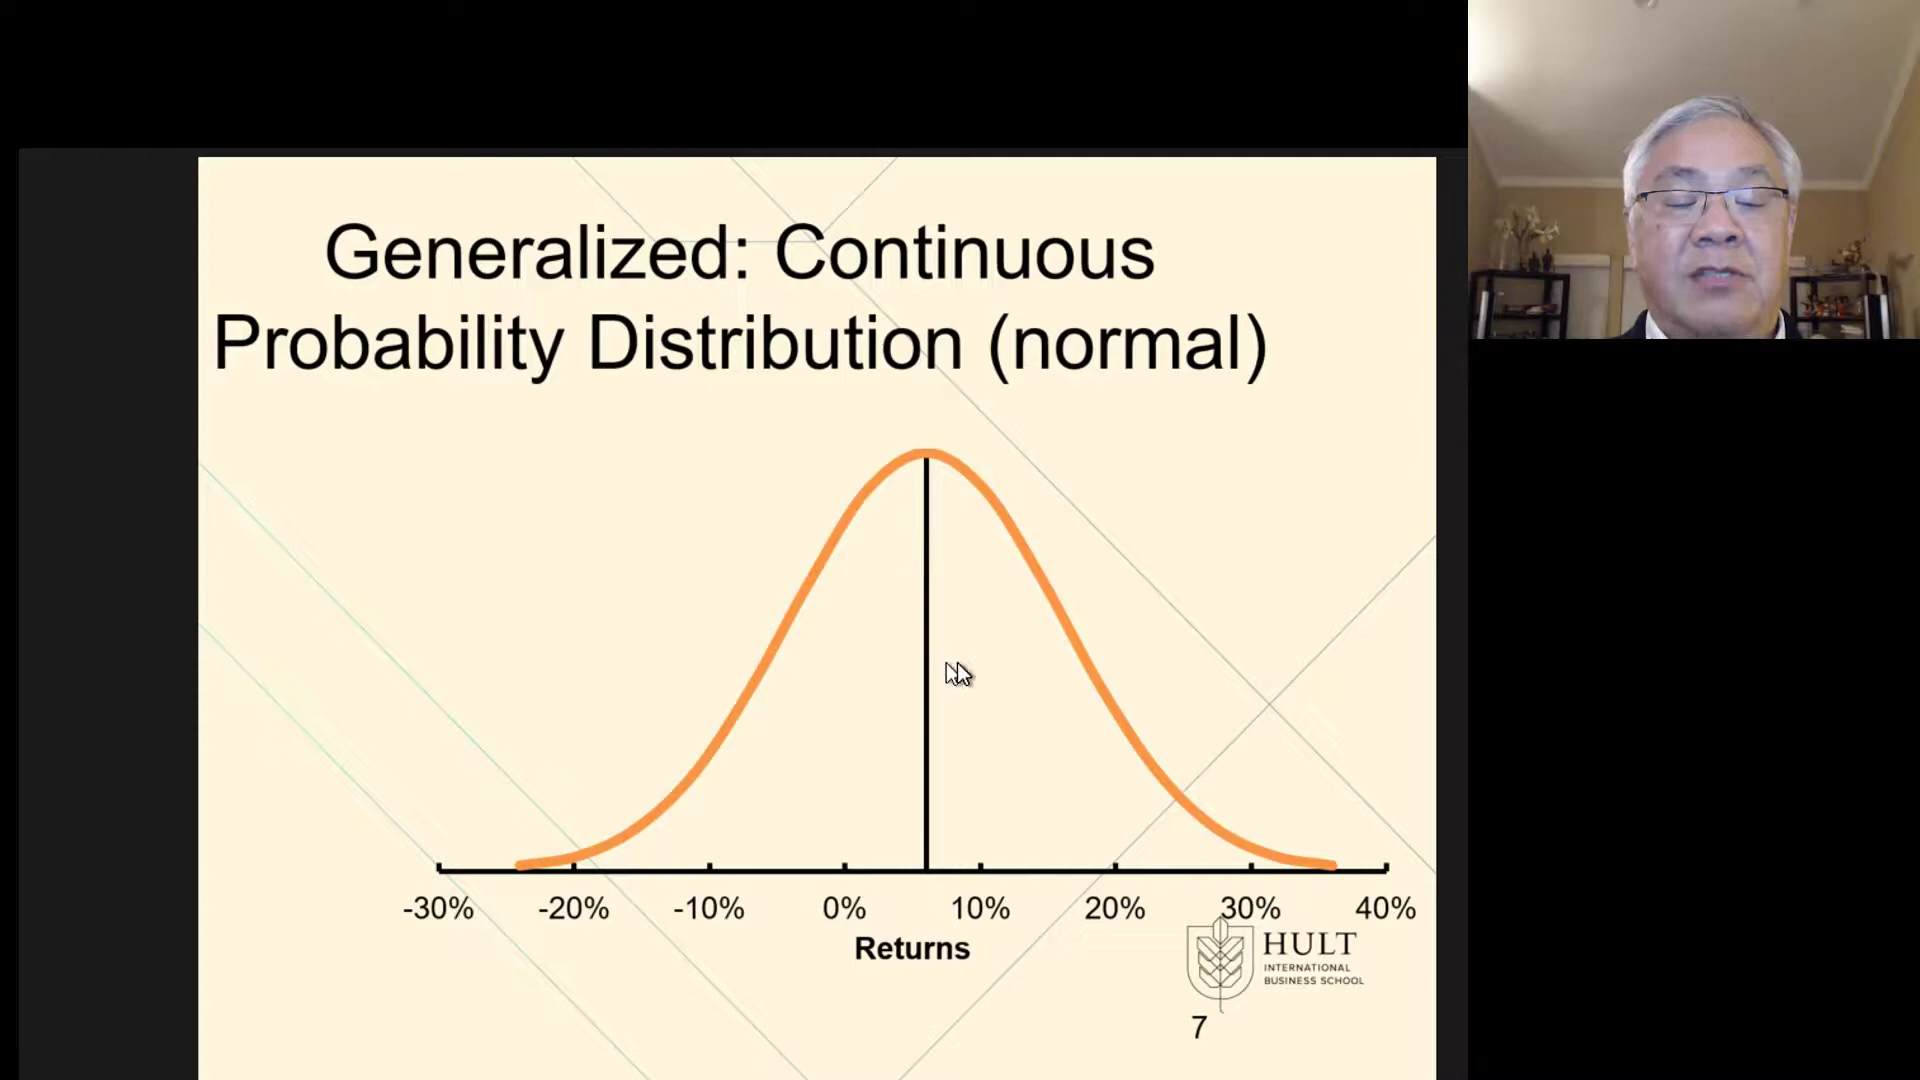 Generalized: Continuous
Probability Distribution (normal)
-30% -20% -10% 0% 10% 20% 30% 40%
Returns
HULT
INTERNATIONAL
BUSINESS SCHOOL
7